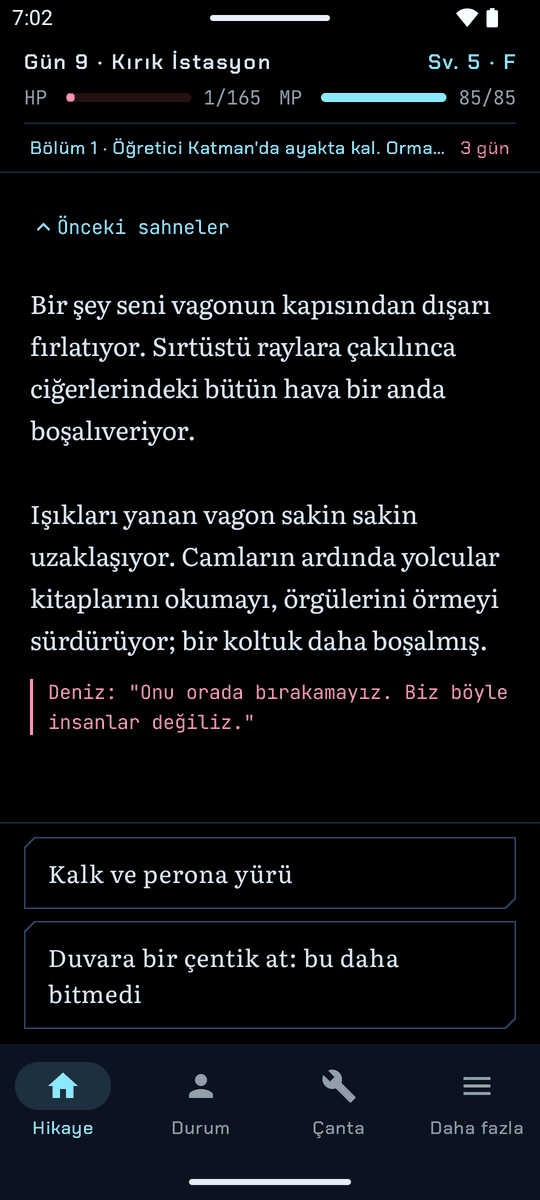 7:02
Gün 9 · Kırık İstasyon
Sv. 5 · F
HP 1/165 MP 85/85
Bölüm 1 · Öğretici Katman'da ayakta kal. Orma… 3 gün
Önceki sahneler
Bir şey seni vagonun kapısından dışarı
fırlatıyor. Sırtüstü raylara çakılınca
ciğerlerindeki bütün hava bir anda
boşalıveriyor.
Işıkları yanan vagon sakin sakin
uzaklaşıyor. Camların ardında yolcular
kitaplarını okumayı, örgülerini örmeyi
sürdürüyor; bir koltuk daha boşalmış.
Deniz: "Onu orada bırakamayız. Biz böyle
insanlar değiliz."
Kalk ve perona yürü
Duvara bir çentik at: bu daha
bitmedi
Hikaye
Durum
Çanta
Daha fazla